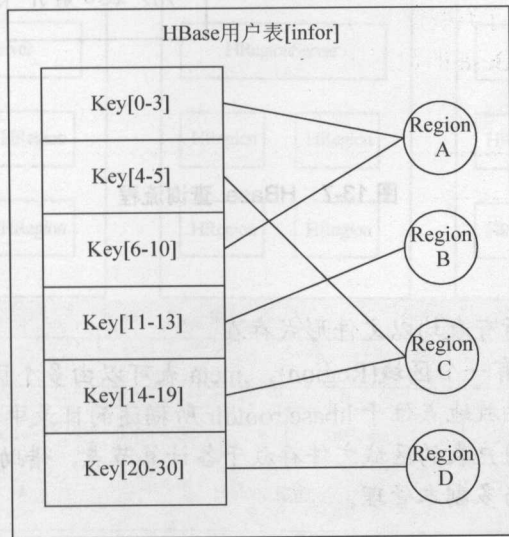 HBase用户表[infor]
Key[0-3]
Key[4-5]
Key[6-10]
Key[11-13]
Key[14-19]
Key[20-30]
Region
A
Region
B
Region
C
Region
D